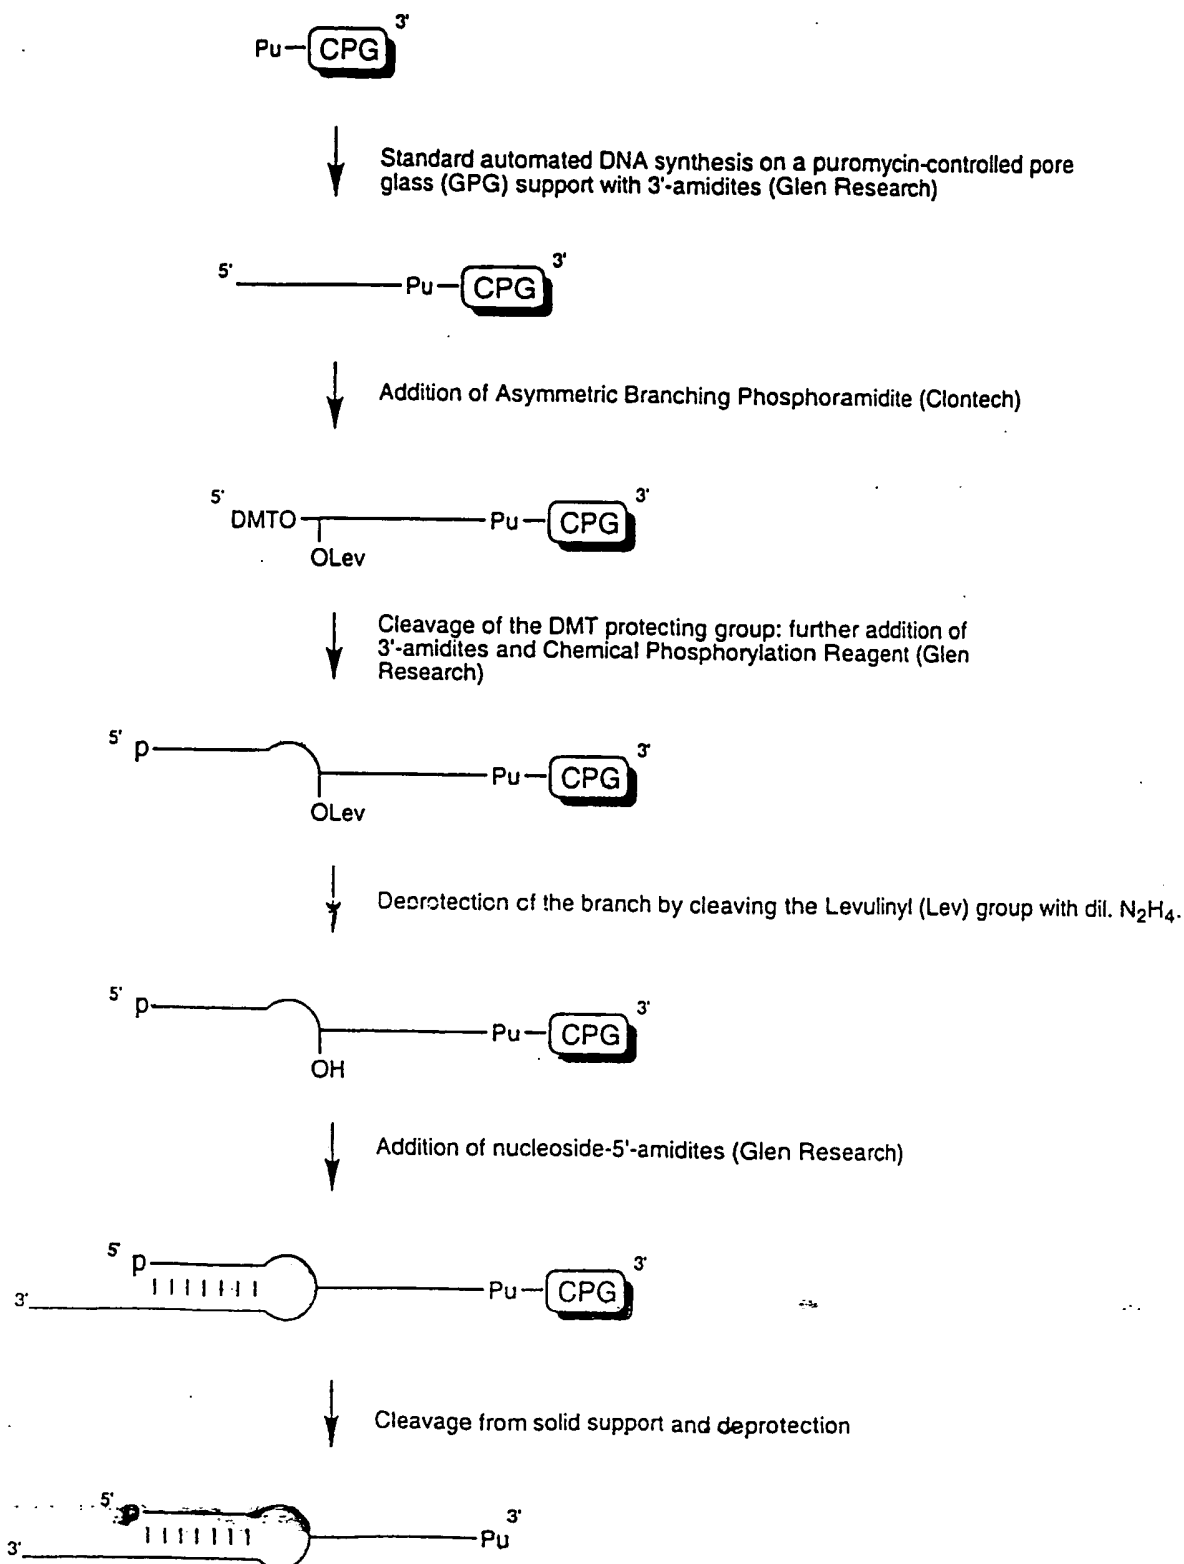 3'
Pu CPG
Standard automated DNA synthesis on a puromycin-controlled pore
glass (GPG) support with 3'-amidites (Glen Research)
5' 3'
Pu CPG
Addition of Asymmetric Branching Phosphoramidite (Clontech)
5' 3'
DMTO Pu CPG
OLev
Cleavage of the DMT protecting group: further addition of
3'-amidites and Chemical Phosphorylation Reagent (Glen
Research)
5' p 3'
Pu CPG
OLev
Deprotection of the branch by cleaving the Levulinyl (Lev) group with dil. N₂H₄.
5' p 3'
Pu CPG
OH
Addition of nucleoside-5'-amidites (Glen Research)
5' p 3'
Pu CPG
3'
Cleavage from solid support and deprotection
5' p 3'
Pu
3'